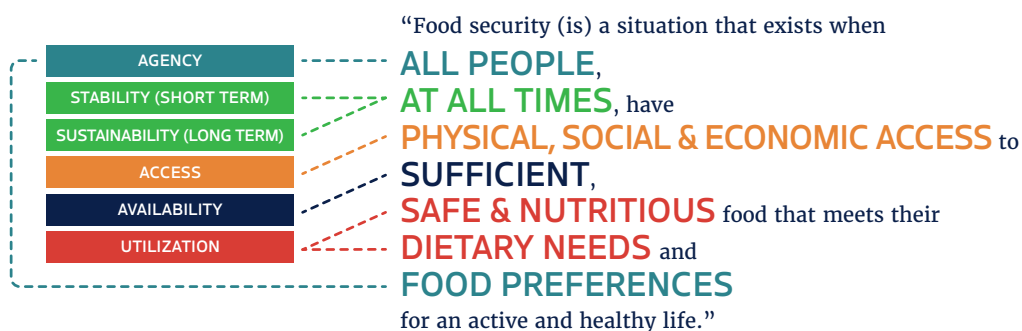 “Food security (is) a situation that exists when
AGENCY
ALL PEOPLE,
STABILITY (SHORT TERM)
AT ALL TIMES, have
SUSTAINABILITY (LONG TERM)
PHYSICAL, SOCIAL & ECONOMIC ACCESS to
ACCESS
SUFFICIENT,
AVAILABILITY
SAFE & NUTRITIOUS food that meets their
UTILIZATION
DIETARY NEEDS and
FOOD PREFERENCES
for an active and healthy life.”